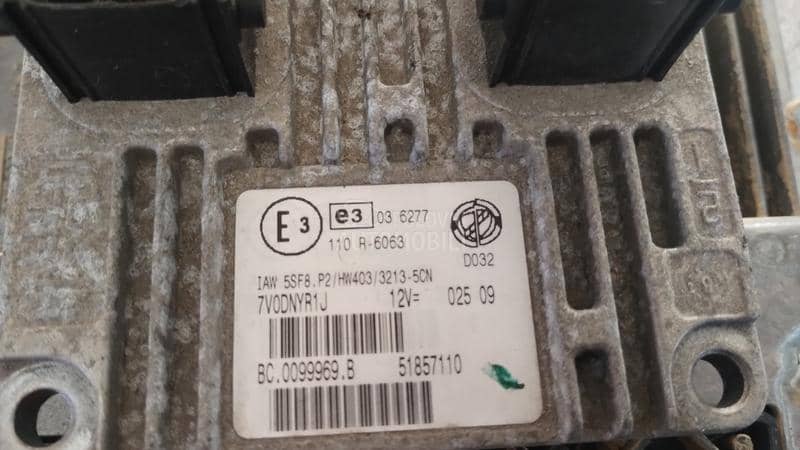 E3 e3 03 6277
110 R-6063
D032
IAW 5SF8.P2/HW403/3213-5CN
7V0DNYR1J 12V= 025 09
BC.0099969.B 51857110